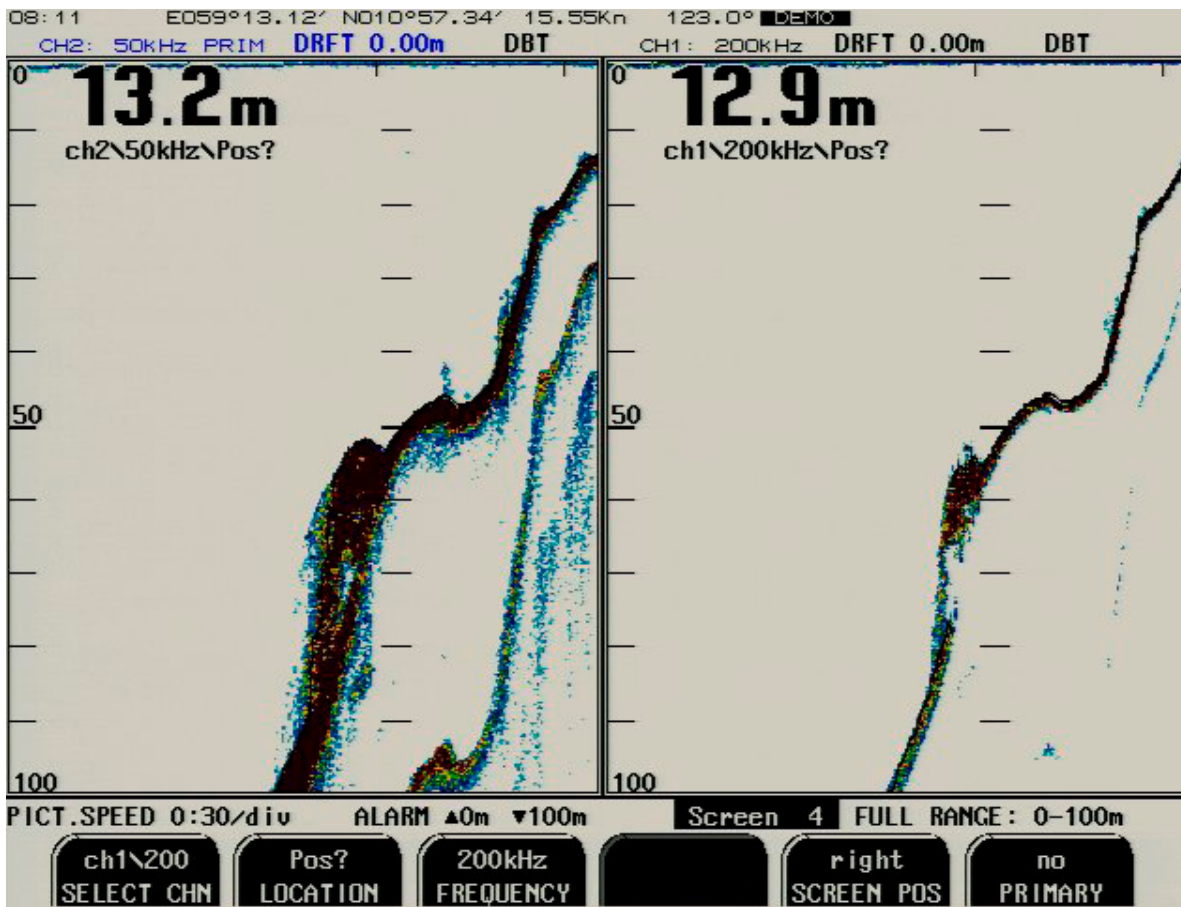 08:11 E059°13.12' N010°57.34' 15.55Kn 123.0° DEMO
CH2: 50kHz PRIM DRFT 0.00m DBT CH1: 200kHz DRFT 0.00m DBT
0 13.2m 0 12.9m
ch2\50kHz\Pos? ch1\200kHz\Pos?
50 50
100 100
PICT.SPEED 0:30/div ALARM ▲0m ▼100m Screen 4 FULL RANGE: 0-100m
ch1\200 Pos? 200kHz right no
SELECT CHN LOCATION FREQUENCY SCREEN POS PRIMARY